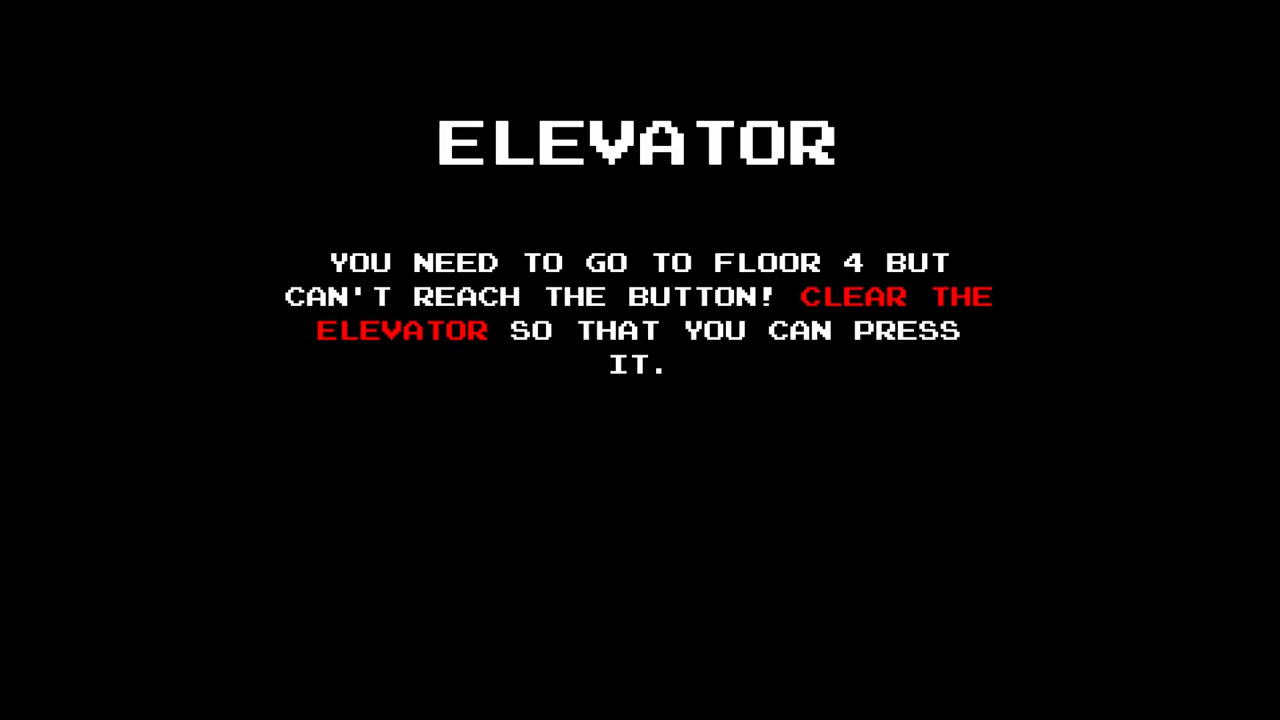 ELEVATOR
YOU NEED TO GO TO FLOOR 4 BUT
CAN'T REACH THE BUTTON! CLEAR THE
ELEVATOR SO THAT YOU CAN PRESS
IT.